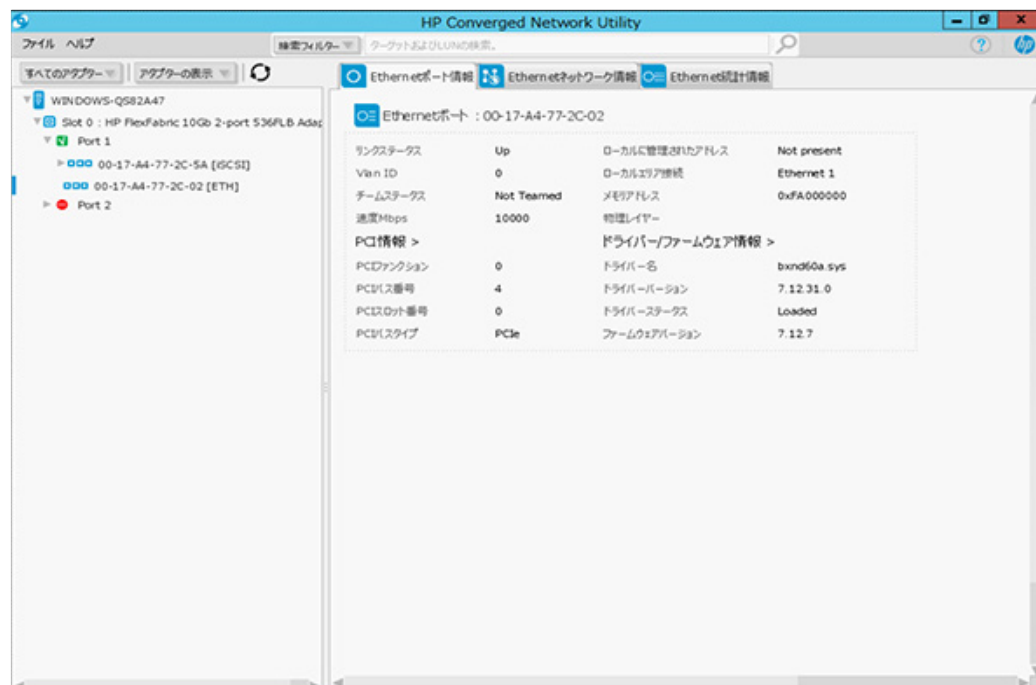 HP Converged Network Utility
ファイル ヘルプ
検索フィルター ターゲットおよびLUNの検索。
すべてのアダプター アダプターの表示
Ethernetポート情報 Ethernetネットワーク情報 Ethernet統計情報
WINDOWS-QS82A47
Slot 0 : HP FlexFabric 10Gb 2-port 536FLB Adap
Port 1
00-17-A4-77-2C-5A [iSCSI]
00-17-A4-77-2C-02 [ETH]
Port 2
Ethernetポート : 00-17-A4-77-2C-02
リンクステータス Up ローカルに管理されたアドレス Not present
Vlan ID 0 ローカルエリア接続 Ethernet 1
チームステータス Not Teamed メモリアドレス 0xFA000000
速度Mbps 10000 物理レイヤー
PCI情報 > ドライバー/ファームウェア情報 >
PCIファンクション 0 ドライバー名 bxnd60a.sys
PCIバス番号 4 ドライバーバージョン 7.12.31.0
PCIスロット番号 0 ドライバーステータス Loaded
PCIバスタイプ PCIe ファームウェアバージョン 7.12.7